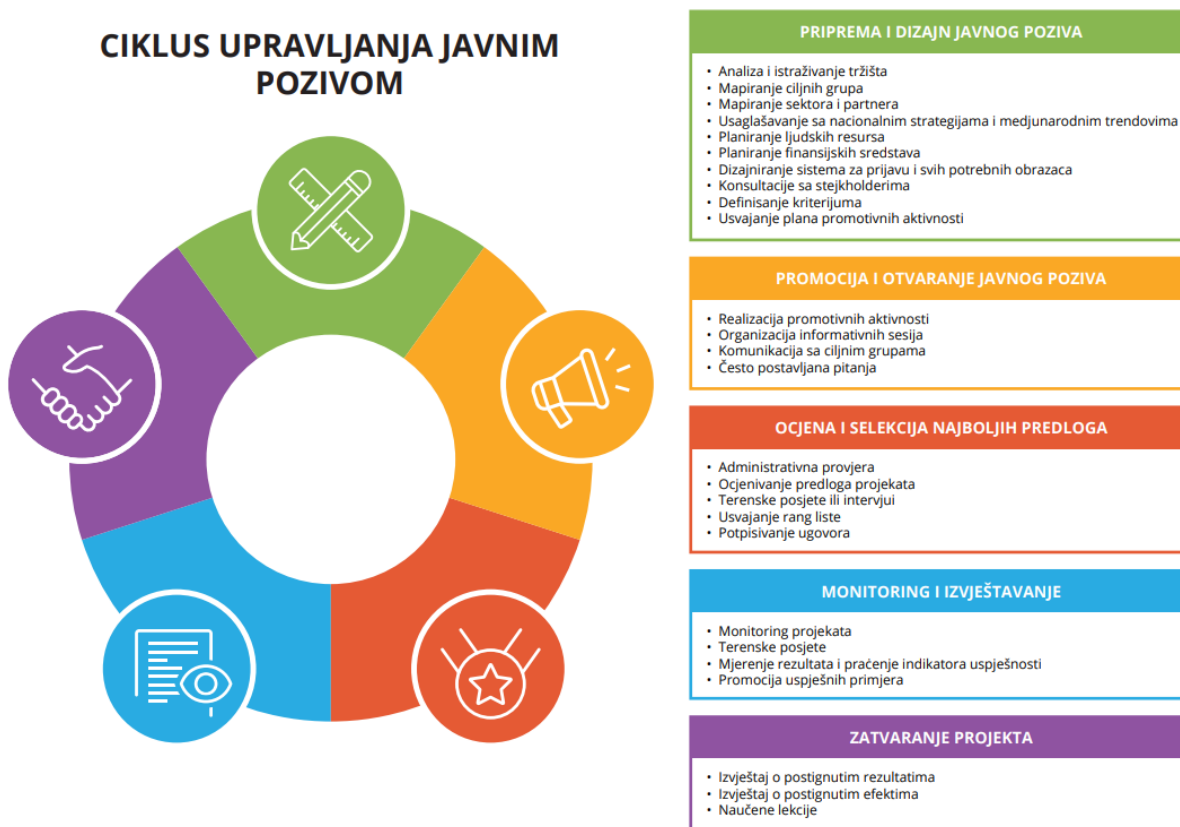 CIKLUS UPRAVLJANJA JAVNIM
POZIVOM
PRIPREMA I DIZAJN JAVNOG POZIVA
• Analiza i istraživanje tržišta
• Mapiranje ciljnih grupa
• Mapiranje sektora i partnera
• Usaglašavanje sa nacionalnim strategijama i medjunarodnim trendovima
• Planiranje ljudskih resursa
• Planiranje finansijskih sredstava
• Dizajniranje sistema za prijavu i svih potrebnih obrazaca
• Konsultacije sa stejkholderima
• Definisanje kriterijuma
• Usvajanje plana promotivnih aktivnosti
PROMOCIJA I OTVARANJE JAVNOG POZIVA
• Realizacija promotivnih aktivnosti
• Organizacija informativnih sesija
• Komunikacija sa ciljnim grupama
• Često postavljana pitanja
OCJENA I SELEKCIJA NAJBOLJIH PREDLOGA
• Administrativna provjera
• Ocjenivanje predloga projekata
• Terenske posjete ili intervjui
• Usvajanje rang liste
• Potpisivanje ugovora
MONITORING I IZVJEŠTAVANJE
• Monitoring projekata
• Terenske posjete
• Mjerenje rezultata i praćenje indikatora uspješnosti
• Promocija uspješnih primjera
ZATVARANJE PROJEKTA
• Izvještaj o postignutim rezultatima
• Izvještaj o postignutim efektima
• Naučene lekcije